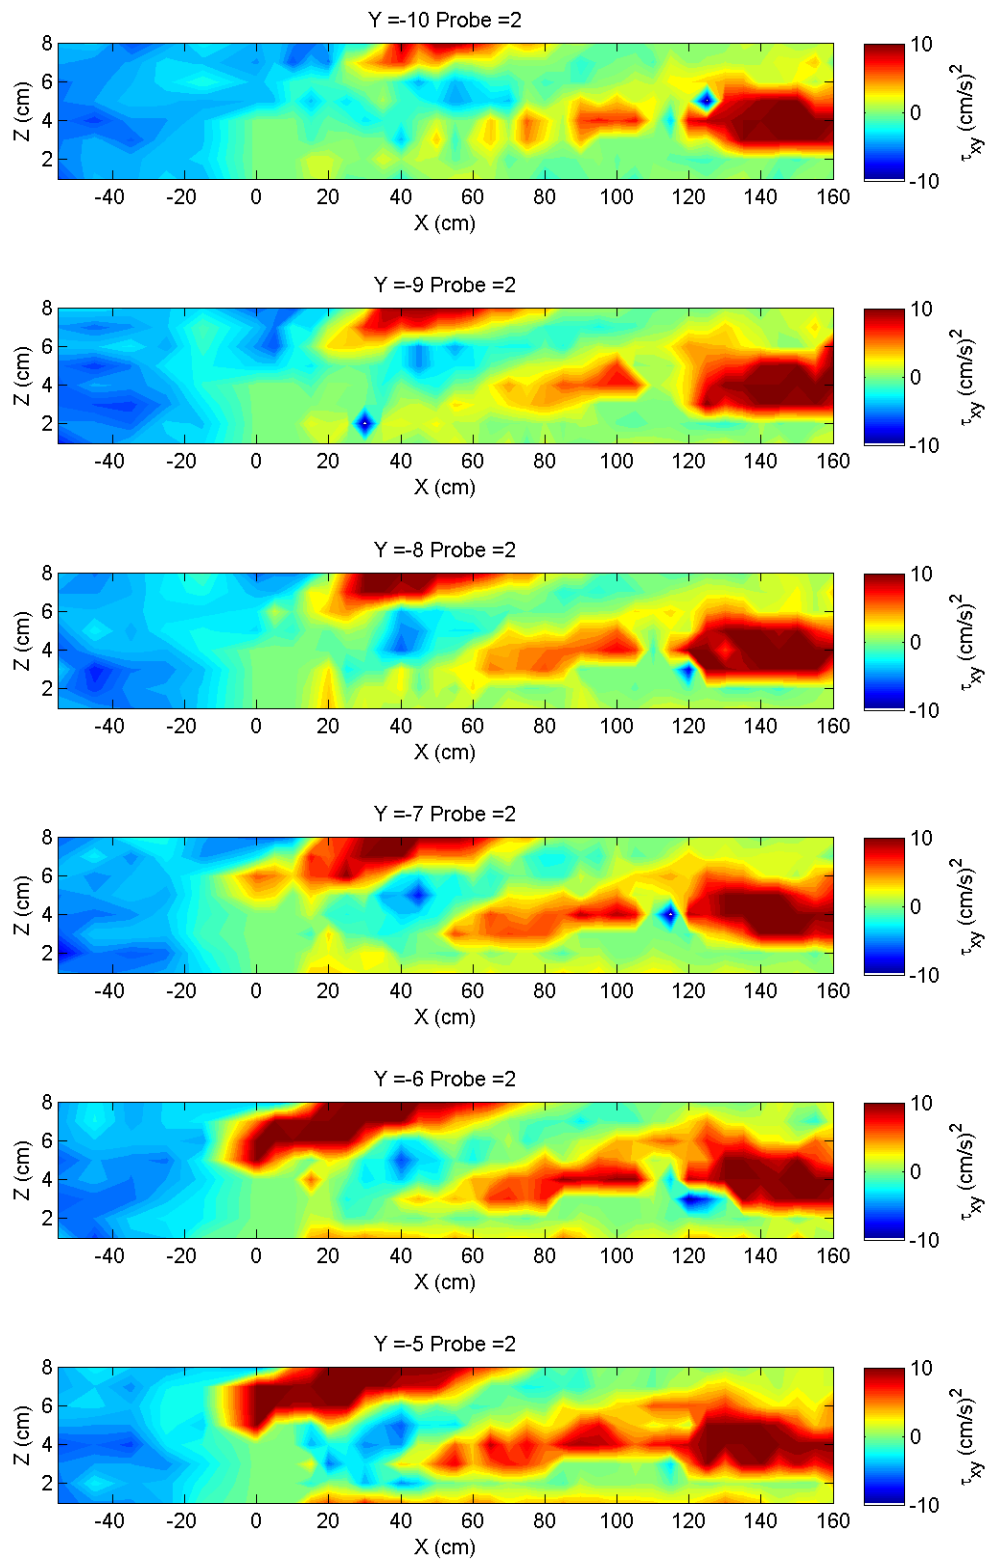 Y =-10 Probe =2
8
6
4
2
Z (cm)
-40 -20 0 20 40 60 80 100 120 140 160
X (cm)
10
0
-10
τxy (cm/s)²
Y =-9 Probe =2
8
6
4
2
Z (cm)
-40 -20 0 20 40 60 80 100 120 140 160
X (cm)
10
0
-10
τxy (cm/s)²
Y =-8 Probe =2
8
6
4
2
Z (cm)
-40 -20 0 20 40 60 80 100 120 140 160
X (cm)
10
0
-10
τxy (cm/s)²
Y =-7 Probe =2
8
6
4
2
Z (cm)
-40 -20 0 20 40 60 80 100 120 140 160
X (cm)
10
0
-10
τxy (cm/s)²
Y =-6 Probe =2
8
6
4
2
Z (cm)
-40 -20 0 20 40 60 80 100 120 140 160
X (cm)
10
0
-10
τxy (cm/s)²
Y =-5 Probe =2
8
6
4
2
Z (cm)
-40 -20 0 20 40 60 80 100 120 140 160
X (cm)
10
0
-10
τxy (cm/s)²